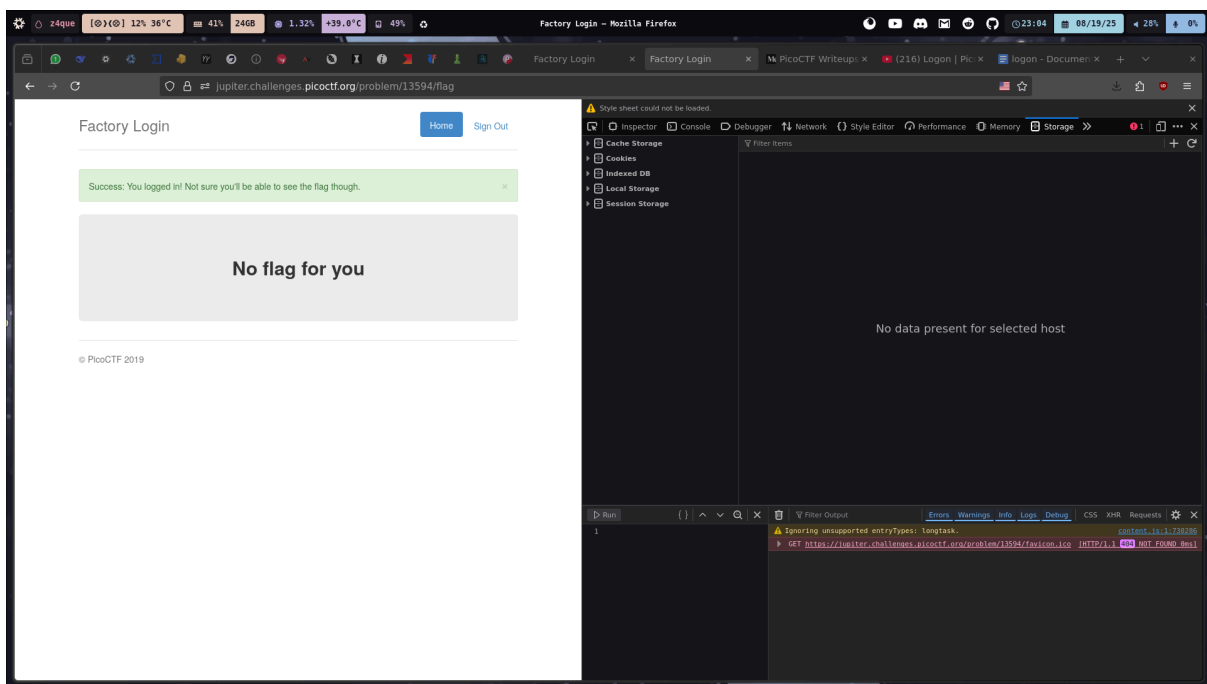 z4que
12% 36°C
41%
24GB
1.32%
+39.0°C
49%
Factory Login — Mozilla Firefox
23:04
08/19/25
28%
0%
Factory Login ×
Factory Login ×
PicoCTF Writeups ×
(216) Logon | Pic ×
logon - Documen ×
jupiter.challenges.picoctf.org/problem/13594/flag
Factory Login
Home
Sign Out
Success: You logged in! Not sure you'll be able to see the flag though. ×
No flag for you
© PicoCTF 2019
Style sheet could not be loaded.
Inspector Console Debugger Network Style Editor Performance Memory Storage
1
Cache Storage
Cookies
Indexed DB
Local Storage
Session Storage
Filter Items
No data present for selected host
Run
Filter Output
Errors Warnings Info Logs Debug CSS XHR Requests
1
Ignoring unsupported entryTypes: longtask. content.js:1:730286
GET https://jupiter.challenges.picoctf.org/problem/13594/favicon.ico [HTTP/1.1 404 NOT FOUND 0ms]